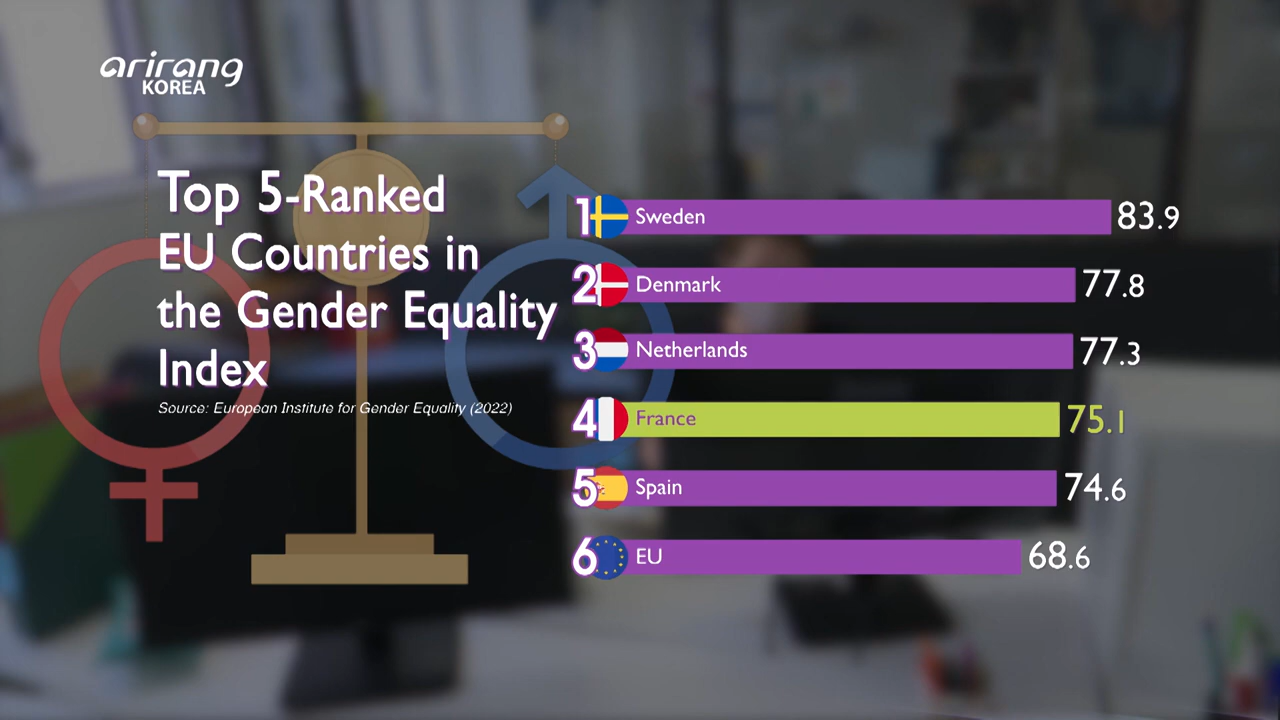 arirang
KOREA
Top 5-Ranked
EU Countries in
the Gender Equality
Index
Source: European Institute for Gender Equality (2022)
1 Sweden 83.9
2 Denmark 77.8
3 Netherlands 77.3
4 France 75.1
5 Spain 74.6
6 EU 68.6